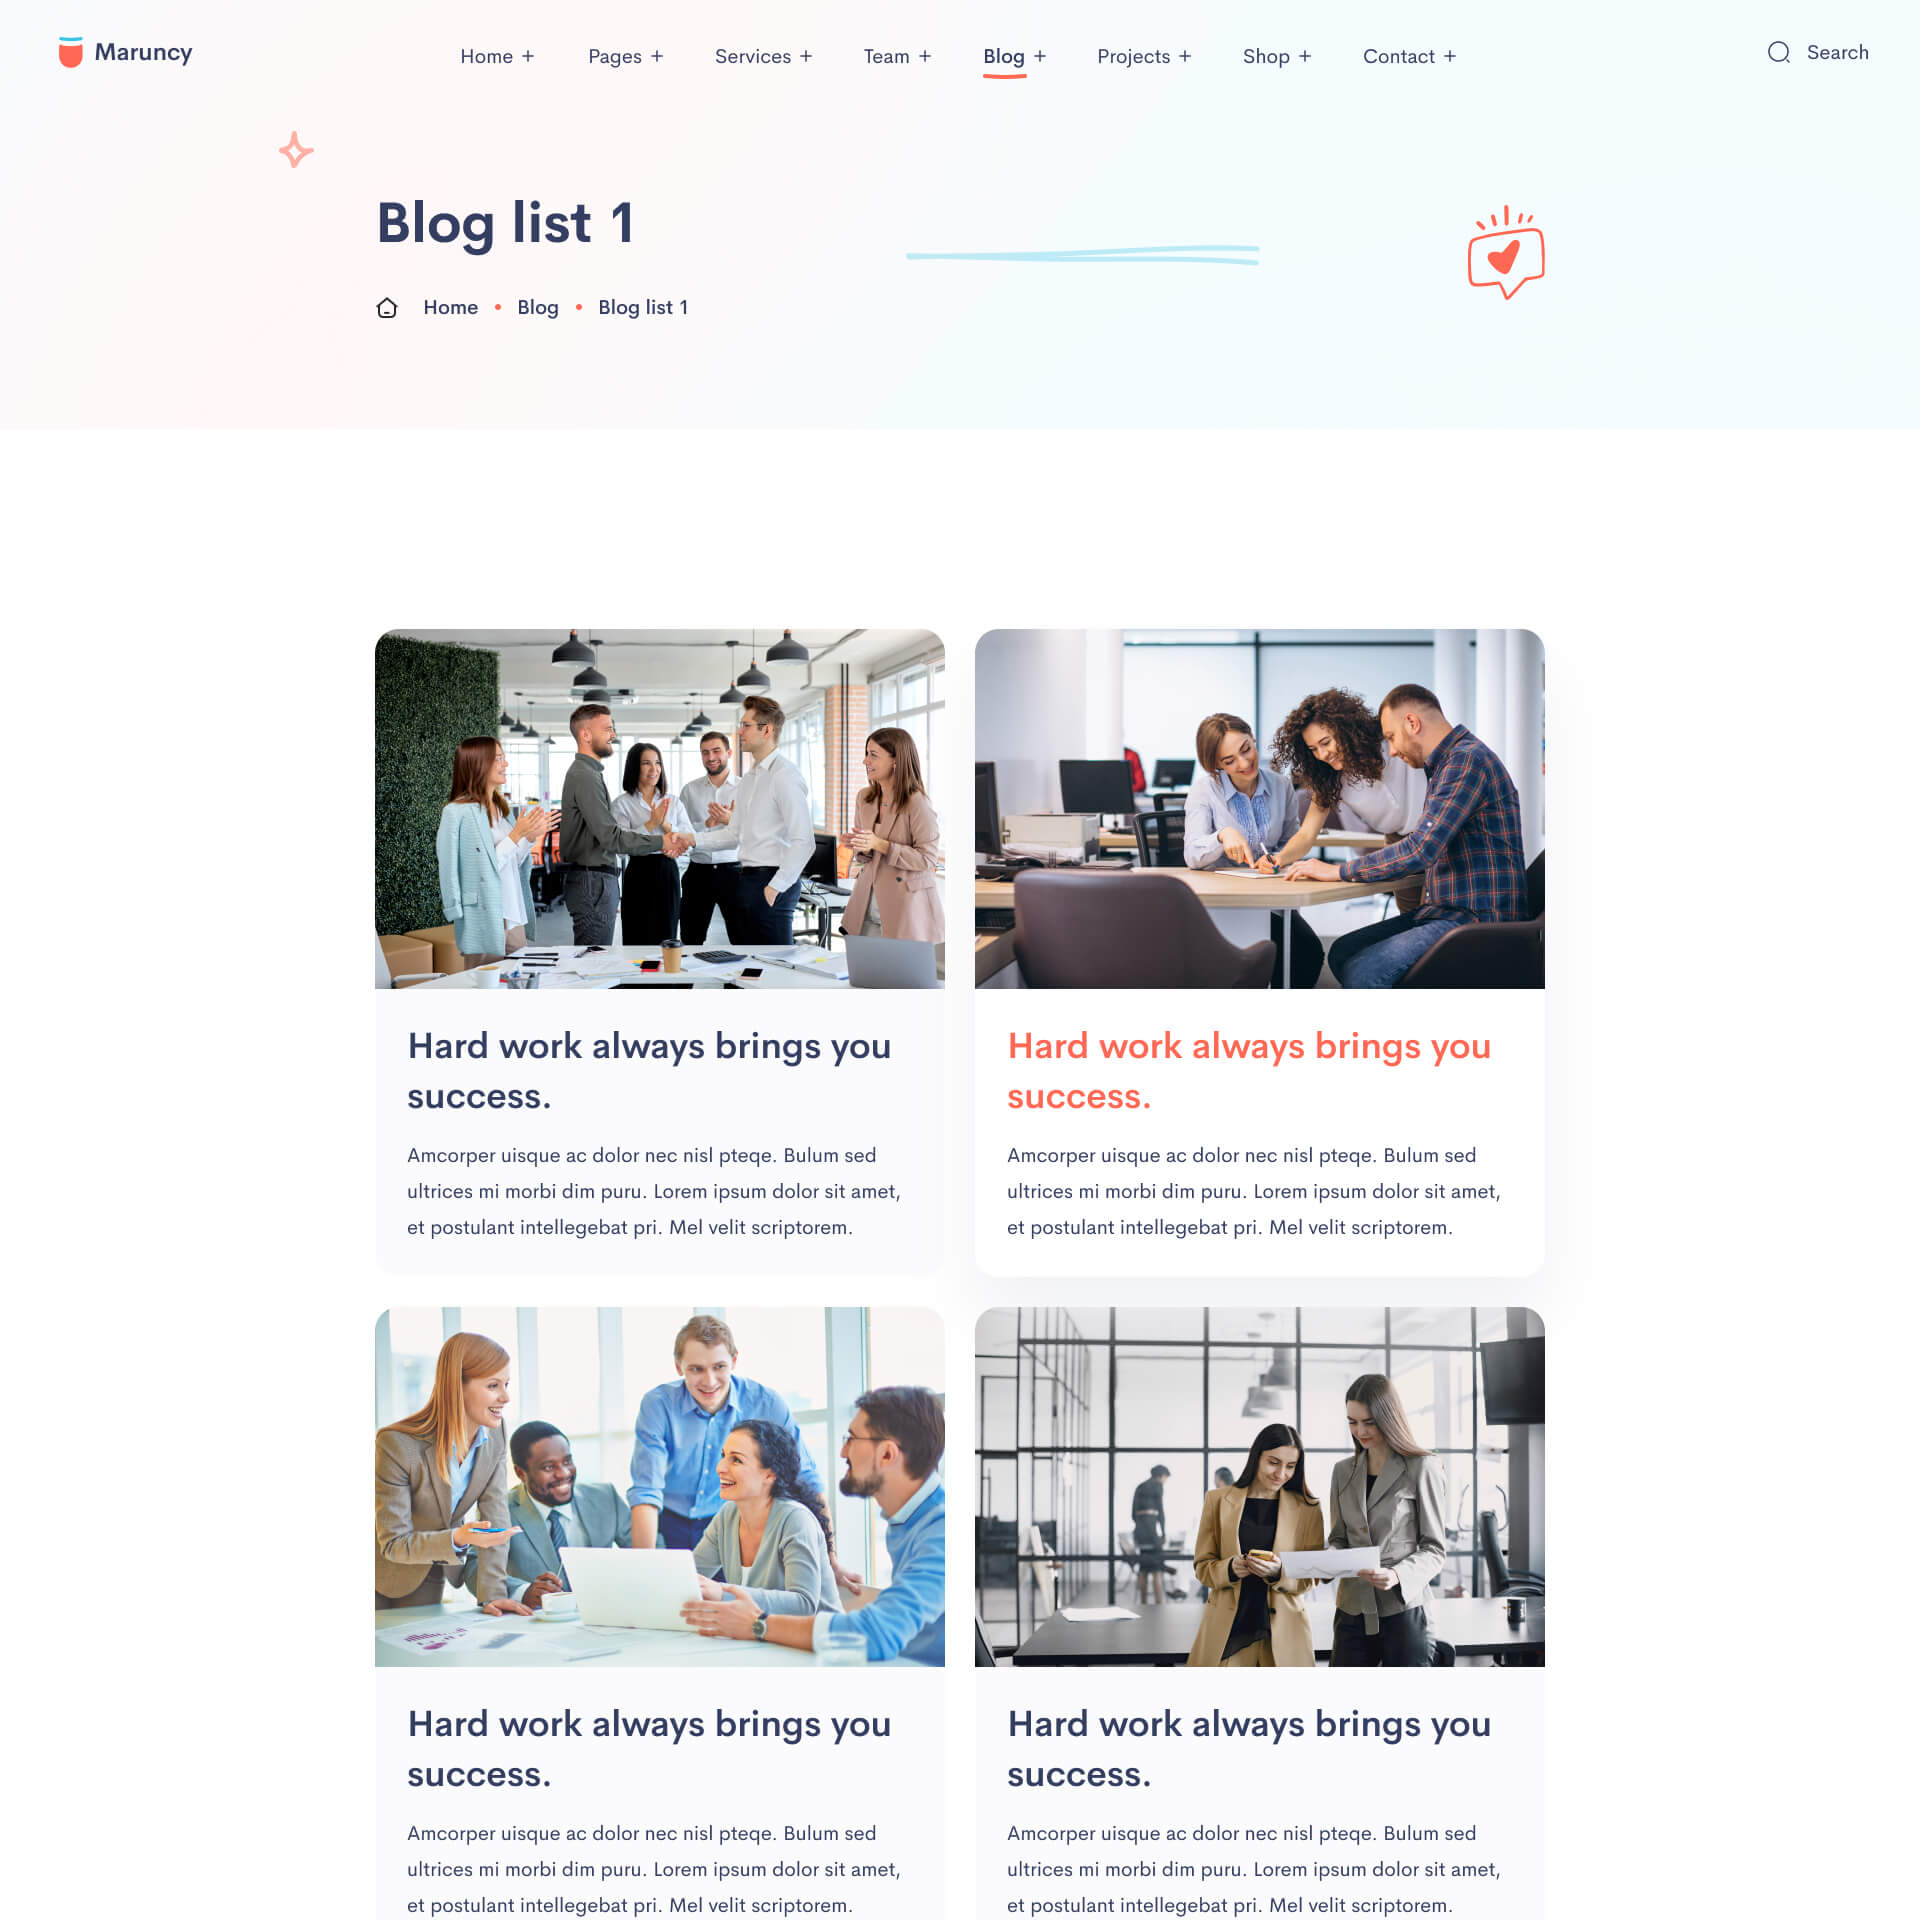 Maruncy
Home + Pages + Services + Team + Blog + Projects + Shop + Contact +
Search
Blog list 1
Home • Blog • Blog list 1
Hard work always brings you
success.
Amcorper uisque ac dolor nec nisl pteqe. Bulum sed
ultrices mi morbi dim puru. Lorem ipsum dolor sit amet,
et postulant intellegebat pri. Mel velit scriptorem.
Hard work always brings you
success.
Amcorper uisque ac dolor nec nisl pteqe. Bulum sed
ultrices mi morbi dim puru. Lorem ipsum dolor sit amet,
et postulant intellegebat pri. Mel velit scriptorem.
Hard work always brings you
success.
Amcorper uisque ac dolor nec nisl pteqe. Bulum sed
ultrices mi morbi dim puru. Lorem ipsum dolor sit amet,
et postulant intellegebat pri. Mel velit scriptorem.
Hard work always brings you
success.
Amcorper uisque ac dolor nec nisl pteqe. Bulum sed
ultrices mi morbi dim puru. Lorem ipsum dolor sit amet,
et postulant intellegebat pri. Mel velit scriptorem.